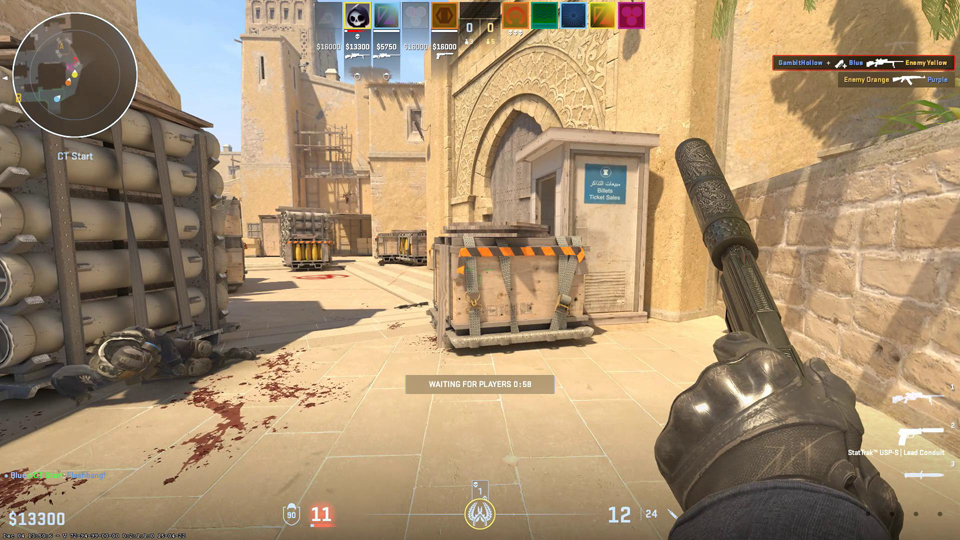 $16000 $13300 $5750 $16000 $16000
0 0
GambitHollow + Blue Enemy Yellow
Enemy Orange Purple
CT Start
Billets
Ticket Sales
WAITING FOR PLAYERS 0:58
1
2
StatTrak™ USP-S | Lead Conduit
3
1
$13300
90 11
12 24